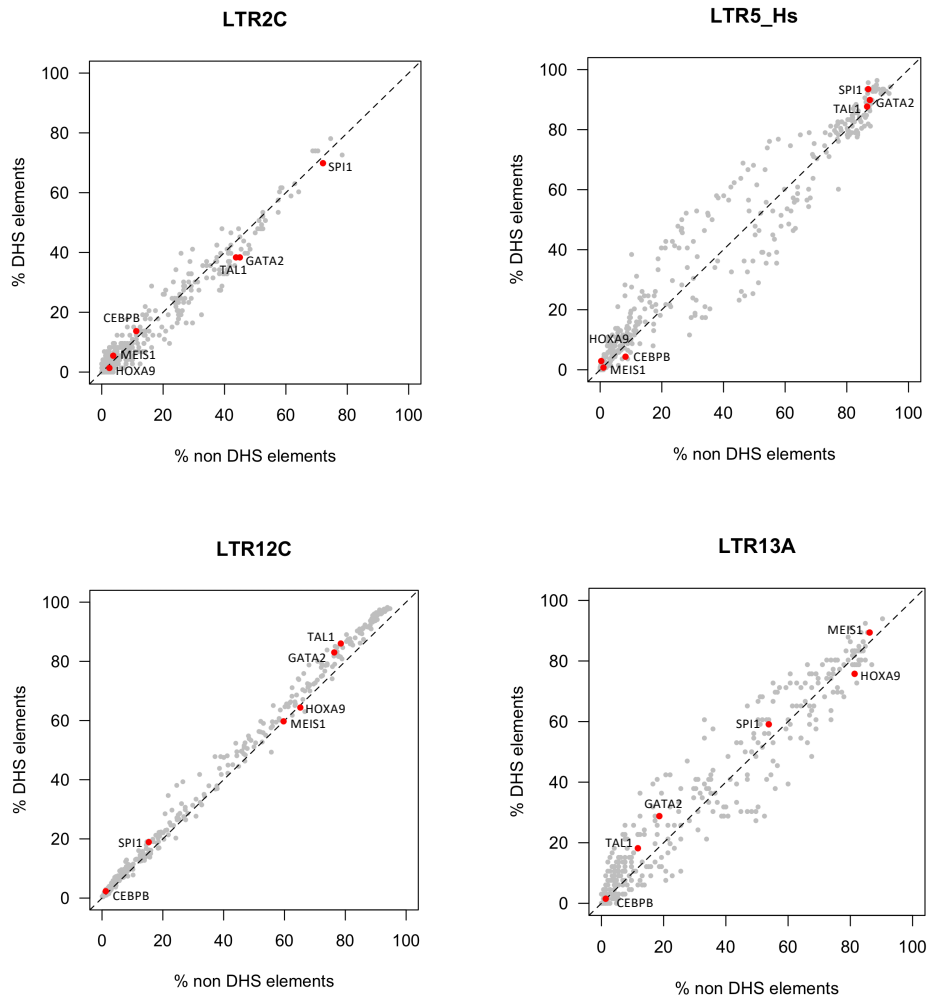 LTR2C
100
80
60
40
20
0
% DHS elements
SPI1
GATA2
TAL1
CEBPB
MEIS1
HOXA9
0 20 40 60 80 100
% non DHS elements
LTR5_Hs
100
80
60
40
20
0
% DHS elements
SPI1
GATA2
TAL1
HOXA9
CEBPB
MEIS1
0 20 40 60 80 100
% non DHS elements
LTR12C
100
80
60
40
20
0
% DHS elements
TAL1
GATA2
HOXA9
MEIS1
SPI1
CEBPB
0 20 40 60 80 100
% non DHS elements
LTR13A
100
80
60
40
20
0
% DHS elements
MEIS1
HOXA9
SPI1
GATA2
TAL1
CEBPB
0 20 40 60 80 100
% non DHS elements